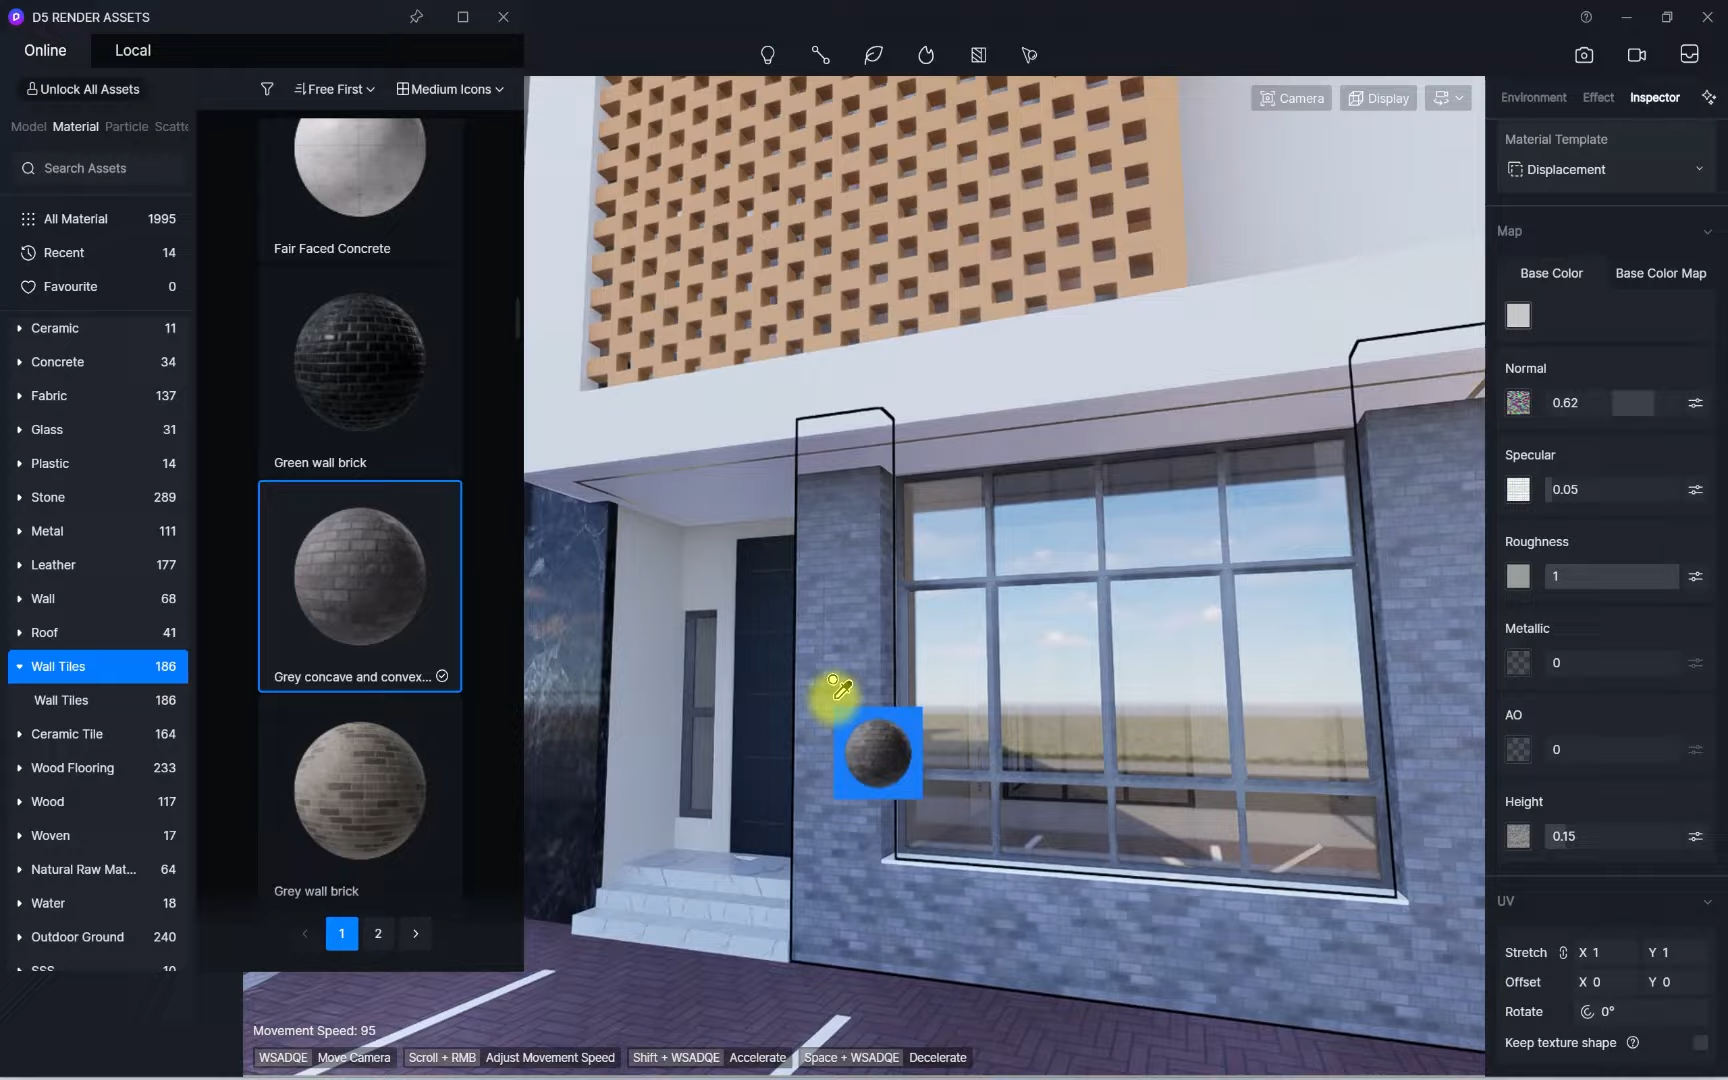 D5 RENDER ASSETS
Online
Local
Unlock All Assets
Free First
Medium Icons
Model Material Particle Scatte
Search Assets
All Material 1995
Recent 14
Favourite 0
Ceramic 11
Concrete 34
Fabric 137
Glass 31
Plastic 14
Stone 289
Metal 111
Leather 177
Wall 68
Roof 41
Wall Tiles 186
Wall Tiles 186
Ceramic Tile 164
Wood Flooring 233
Wood 117
Woven 17
Natural Raw Mat... 64
Water 18
Outdoor Ground 240
SSS 10
Fair Faced Concrete
Green wall brick
Grey concave and convex...
Grey wall brick
1 2
Camera
Display
Movement Speed: 95
WSADQE Move Camera Scroll + RMB Adjust Movement Speed Shift + WSADQE Accelerate Space + WSADQE Decelerate
Environment Effect Inspector
Material Template
Displacement
Map
Base Color Base Color Map
Normal
0.62
Specular
0.05
Roughness
1
Metallic
0
AO
0
Height
0.15
UV
Stretch X 1 Y 1
Offset X 0 Y 0
Rotate 0°
Keep texture shape